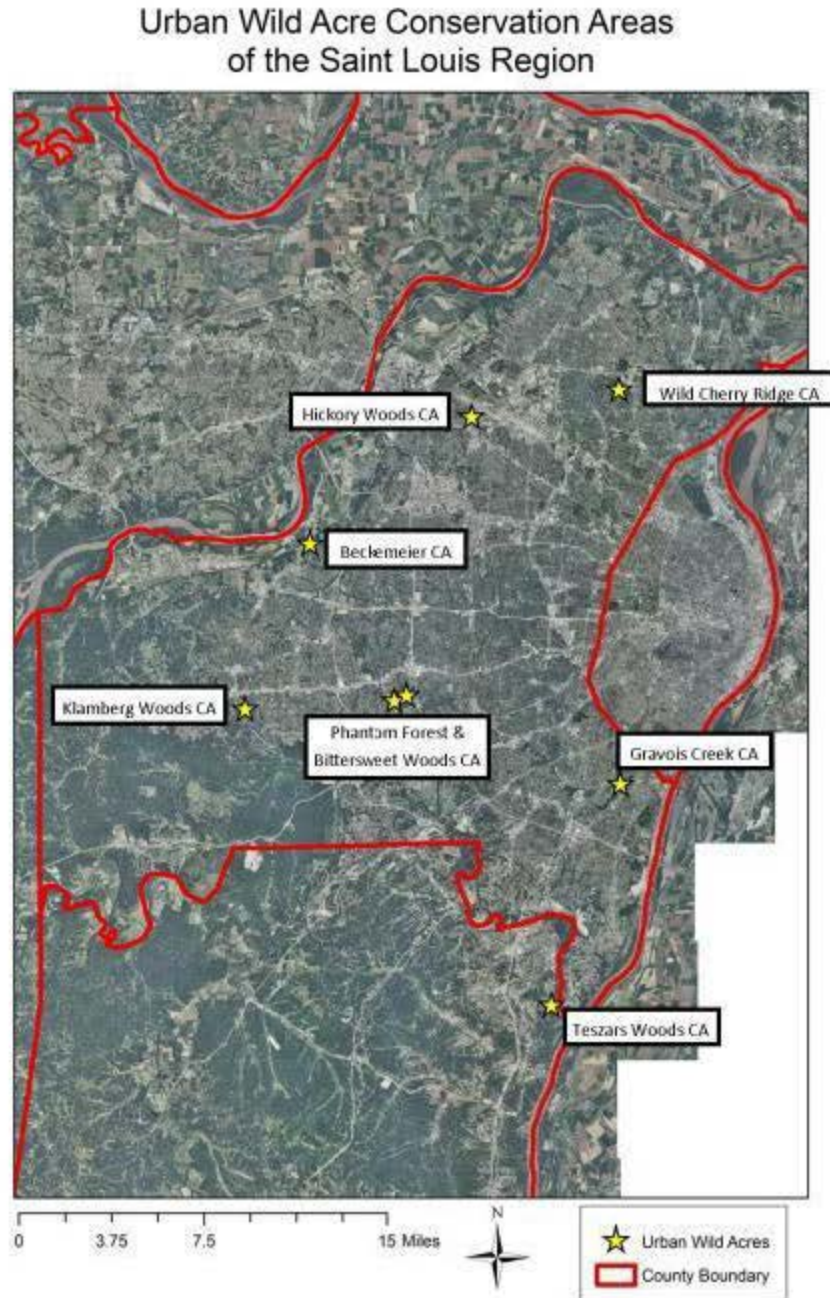 Urban Wild Acre Conservation Areas
of the Saint Louis Region
Wild Cherry Ridge CA
Hickory Woods CA
Beckemeier CA
Klamberg Woods CA
Phantom Forest &
Bittersweet Woods CA
Gravois Creek CA
Teszars Woods CA
0 3.75 7.5 15 Miles
N
Urban Wild Acres
County Boundary